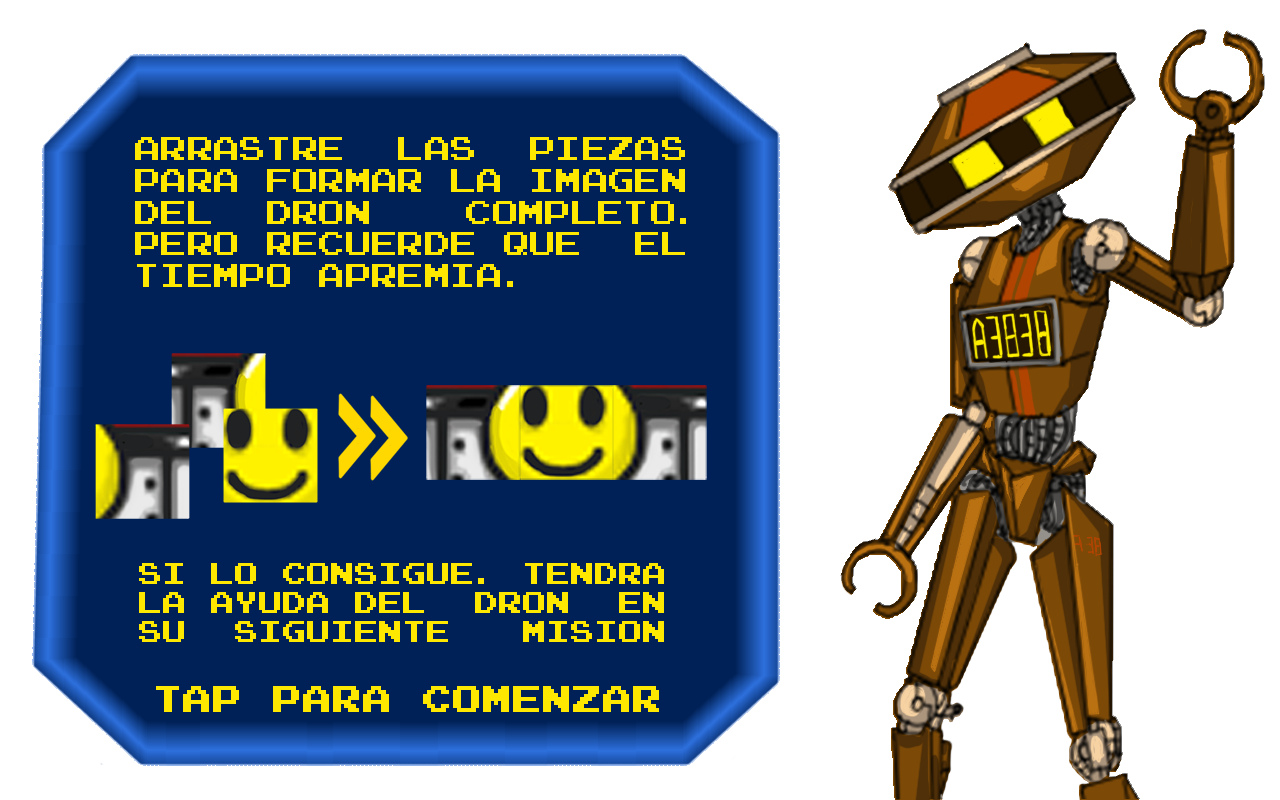 ARRASTRE LAS PIEZAS
PARA FORMAR LA IMAGEN
DEL DRON COMPLETO.
PERO RECUERDE QUE EL
TIEMPO APREMIA.
SI LO CONSIGUE. TENDRA
LA AYUDA DEL DRON EN
SU SIGUIENTE MISION
TAP PARA COMENZAR